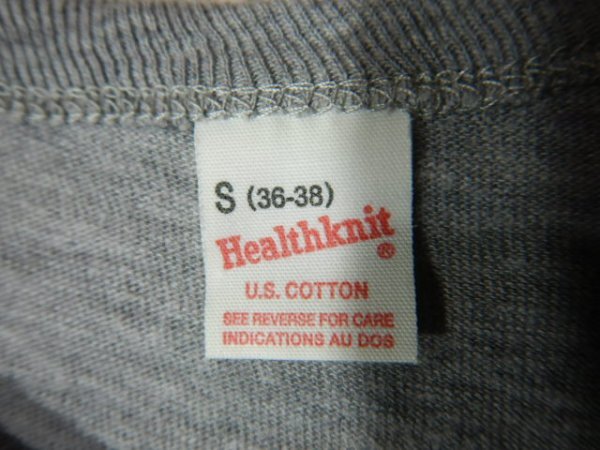 S (36-38)
Healthknit®
U.S. COTTON
SEE REVERSE FOR CARE
INDICATIONS AU DOS